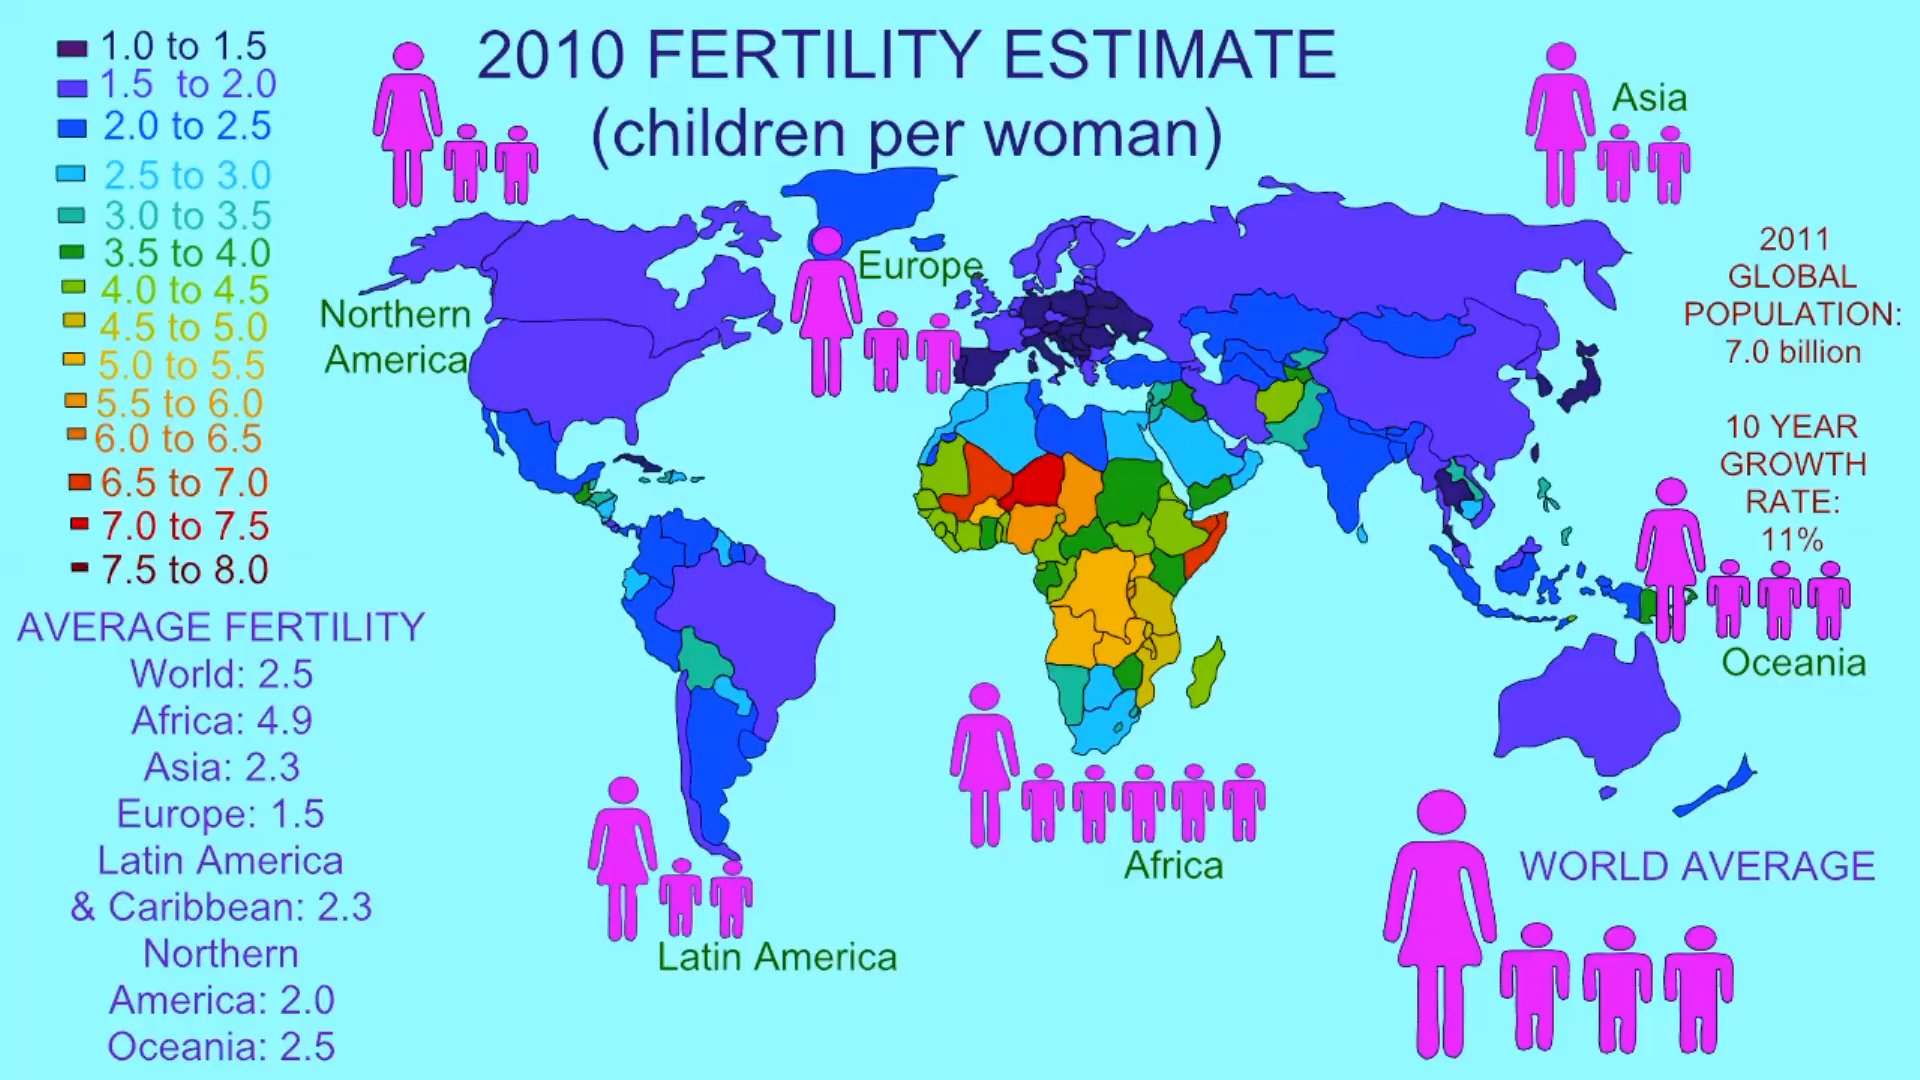 2010 FERTILITY ESTIMATE
(children per woman)
1.0 to 1.5
1.5 to 2.0
2.0 to 2.5
2.5 to 3.0
3.0 to 3.5
3.5 to 4.0
4.0 to 4.5
4.5 to 5.0
5.0 to 5.5
5.5 to 6.0
6.0 to 6.5
6.5 to 7.0
7.0 to 7.5
7.5 to 8.0
AVERAGE FERTILITY
World: 2.5
Africa: 4.9
Asia: 2.3
Europe: 1.5
Latin America
& Caribbean: 2.3
Northern
America: 2.0
Oceania: 2.5
Northern
America
Europe
Asia
2011
GLOBAL
POPULATION:
7.0 billion
10 YEAR
GROWTH
RATE:
11%
Oceania
Africa
Latin America
WORLD AVERAGE